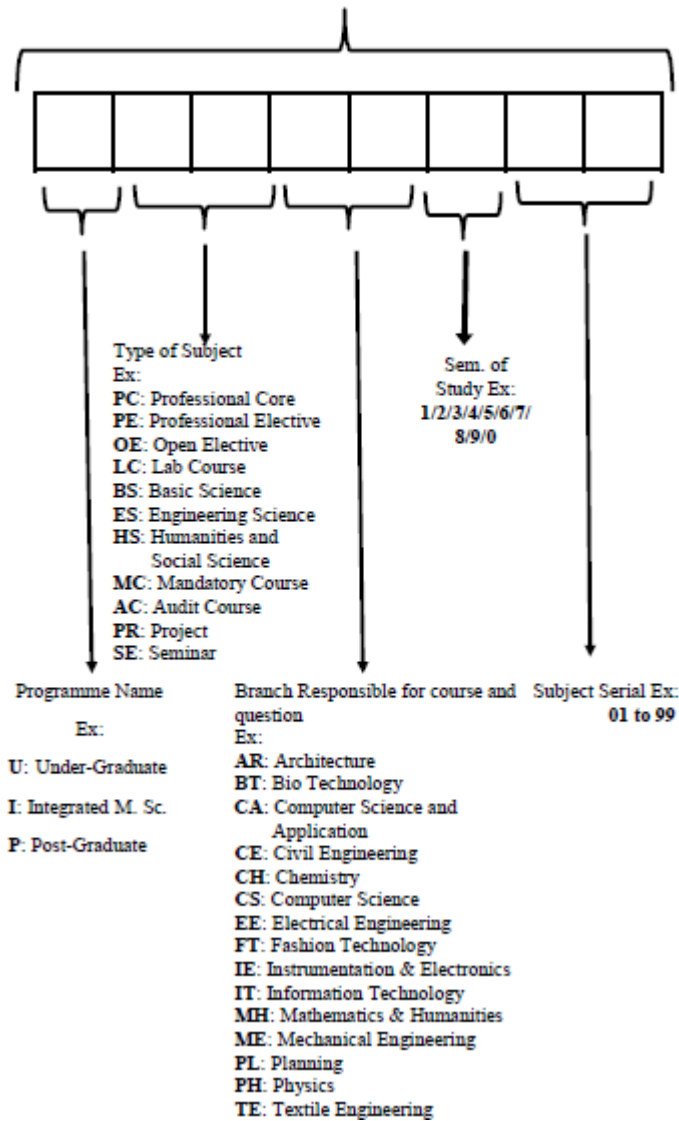 Type of Subject
Ex:
PC: Professional Core
PE: Professional Elective
OE: Open Elective
LC: Lab Course
BS: Basic Science
ES: Engineering Science
HS: Humanities and
Social Science
MC: Mandatory Course
AC: Audit Course
PR: Project
SE: Seminar
Sem. of
Study Ex:
1/2/3/4/5/6/7/
8/9/0
Programme Name
Ex:
U: Under-Graduate
I: Integrated M. Sc.
P: Post-Graduate
Branch Responsible for course and
question
Ex:
AR: Architecture
BT: Bio Technology
CA: Computer Science and
Application
CE: Civil Engineering
CH: Chemistry
CS: Computer Science
EE: Electrical Engineering
FT: Fashion Technology
IE: Instrumentation & Electronics
IT: Information Technology
MH: Mathematics & Humanities
ME: Mechanical Engineering
PL: Planning
PH: Physics
TE: Textile Engineering
Subject Serial Ex:
01 to 99